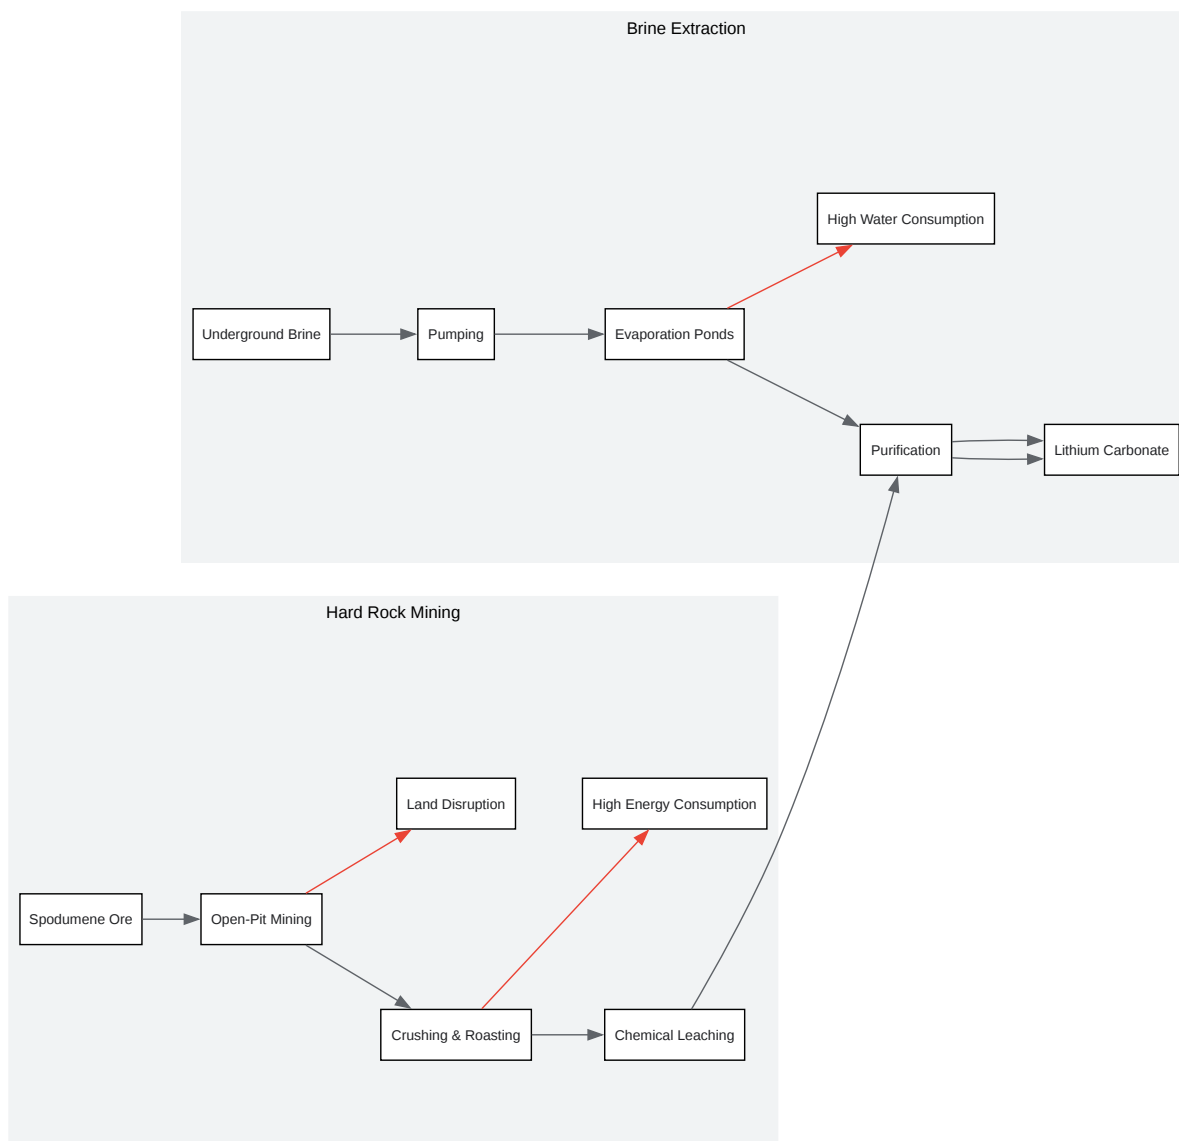 Brine Extraction
High Water Consumption
Underground Brine
Pumping
Evaporation Ponds
Purification
Lithium Carbonate
Hard Rock Mining
Land Disruption
High Energy Consumption
Spodumene Ore
Open-Pit Mining
Crushing & Roasting
Chemical Leaching